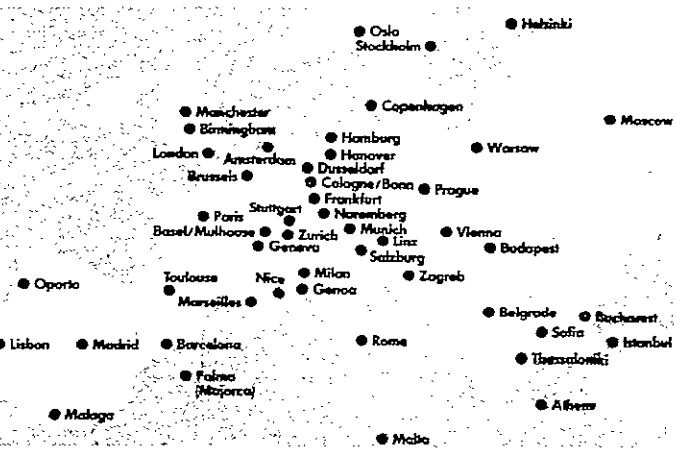 Helsinki
Oslo
Stockholm
Copenhagen
Manchester
Moscow
Birmingham
Hamburg
London
Amsterdam
Hanover
Warsaw
Dusseldorf
Brussels
Cologne/Bonn
Prague
Frankfurt
Stuttgart
Paris
Nuremberg
Basel/Mulhouse
Zurich
Munich
Vienna
Linz
Geneva
Salzburg
Budapest
Toulouse
Nice
Milan
Zagreb
Oporto
Genoa
Marseilles
Belgrade
Bucharest
Sofia
Lisbon
Madrid
Barcelona
Rome
Istanbul
Thessaloniki
Palma
(Majorca)
Malaga
Athens
Malta